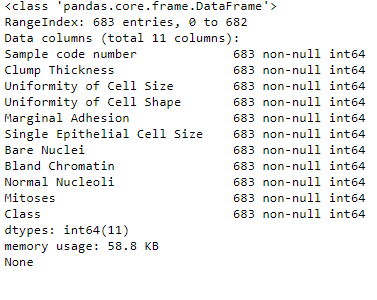 <class 'pandas.core.frame.DataFrame'>
RangeIndex: 683 entries, 0 to 682
Data columns (total 11 columns):
Sample code number             683 non-null int64
Clump Thickness                683 non-null int64
Uniformity of Cell Size        683 non-null int64
Uniformity of Cell Shape       683 non-null int64
Marginal Adhesion              683 non-null int64
Single Epithelial Cell Size    683 non-null int64
Bare Nuclei                    683 non-null int64
Bland Chromatin                683 non-null int64
Normal Nucleoli                683 non-null int64
Mitoses                        683 non-null int64
Class                          683 non-null int64
dtypes: int64(11)
memory usage: 58.8 KB
None